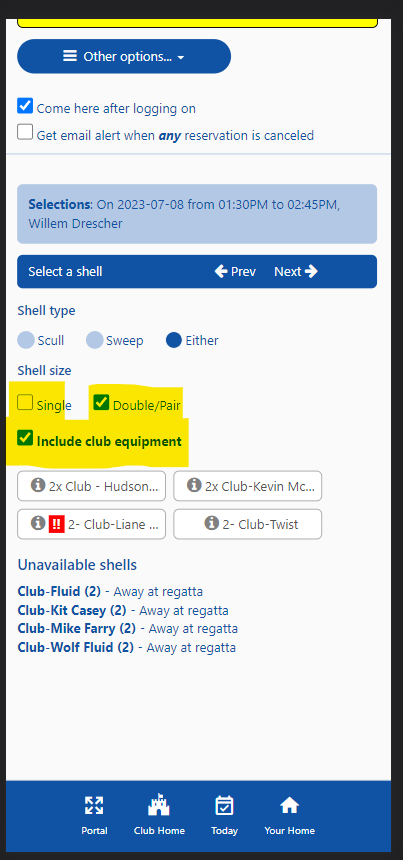 Other options...
Come here after logging on
Get email alert when any reservation is canceled
Selections: On 2023-07-08 from 01:30PM to 02:45PM,
Willem Drescher
Select a shell Prev Next
Shell type
Scull Sweep Either
Shell size
Single Double/Pair
Include club equipment
2x Club - Hudson... 2x Club-Kevin Mc...
!! 2- Club-Liane ... 2- Club-Twist
Unavailable shells
Club-Fluid (2) - Away at regatta
Club-Kit Casey (2) - Away at regatta
Club-Mike Farry (2) - Away at regatta
Club-Wolf Fluid (2) - Away at regatta
Portal Club Home Today Your Home